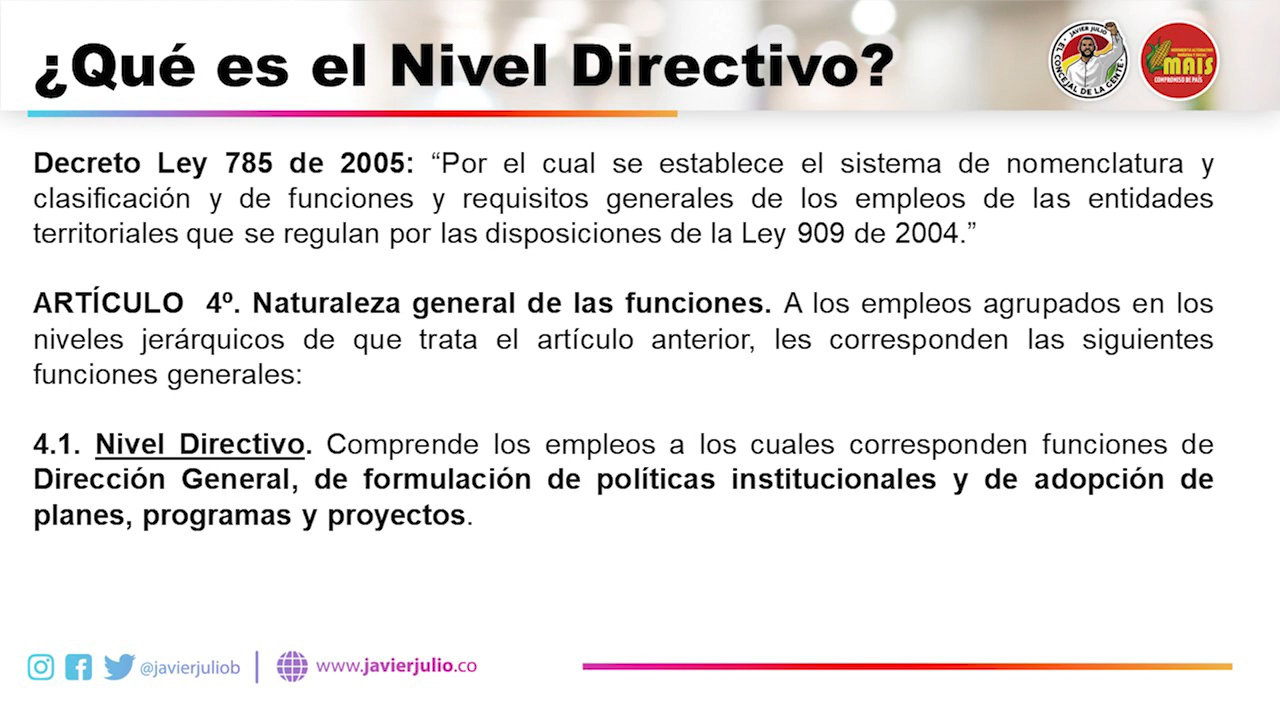 ¿Qué es el Nivel Directivo?
JAVIER JULIO
EL CONCEJAL DE LA GENTE
MOVIMIENTO ALTERNATIVO
INDÍGENA Y SOCIAL
MAIS
COMPROMISO DE PAÍS
Decreto Ley 785 de 2005: “Por el cual se establece el sistema de nomenclatura y
clasificación y de funciones y requisitos generales de los empleos de las entidades
territoriales que se regulan por las disposiciones de la Ley 909 de 2004.”
ARTÍCULO 4º. Naturaleza general de las funciones. A los empleos agrupados en los
niveles jerárquicos de que trata el artículo anterior, les corresponden las siguientes
funciones generales:
4.1. Nivel Directivo. Comprende los empleos a los cuales corresponden funciones de
Dirección General, de formulación de políticas institucionales y de adopción de
planes, programas y proyectos.
@javierjuliob | www.javierjulio.co